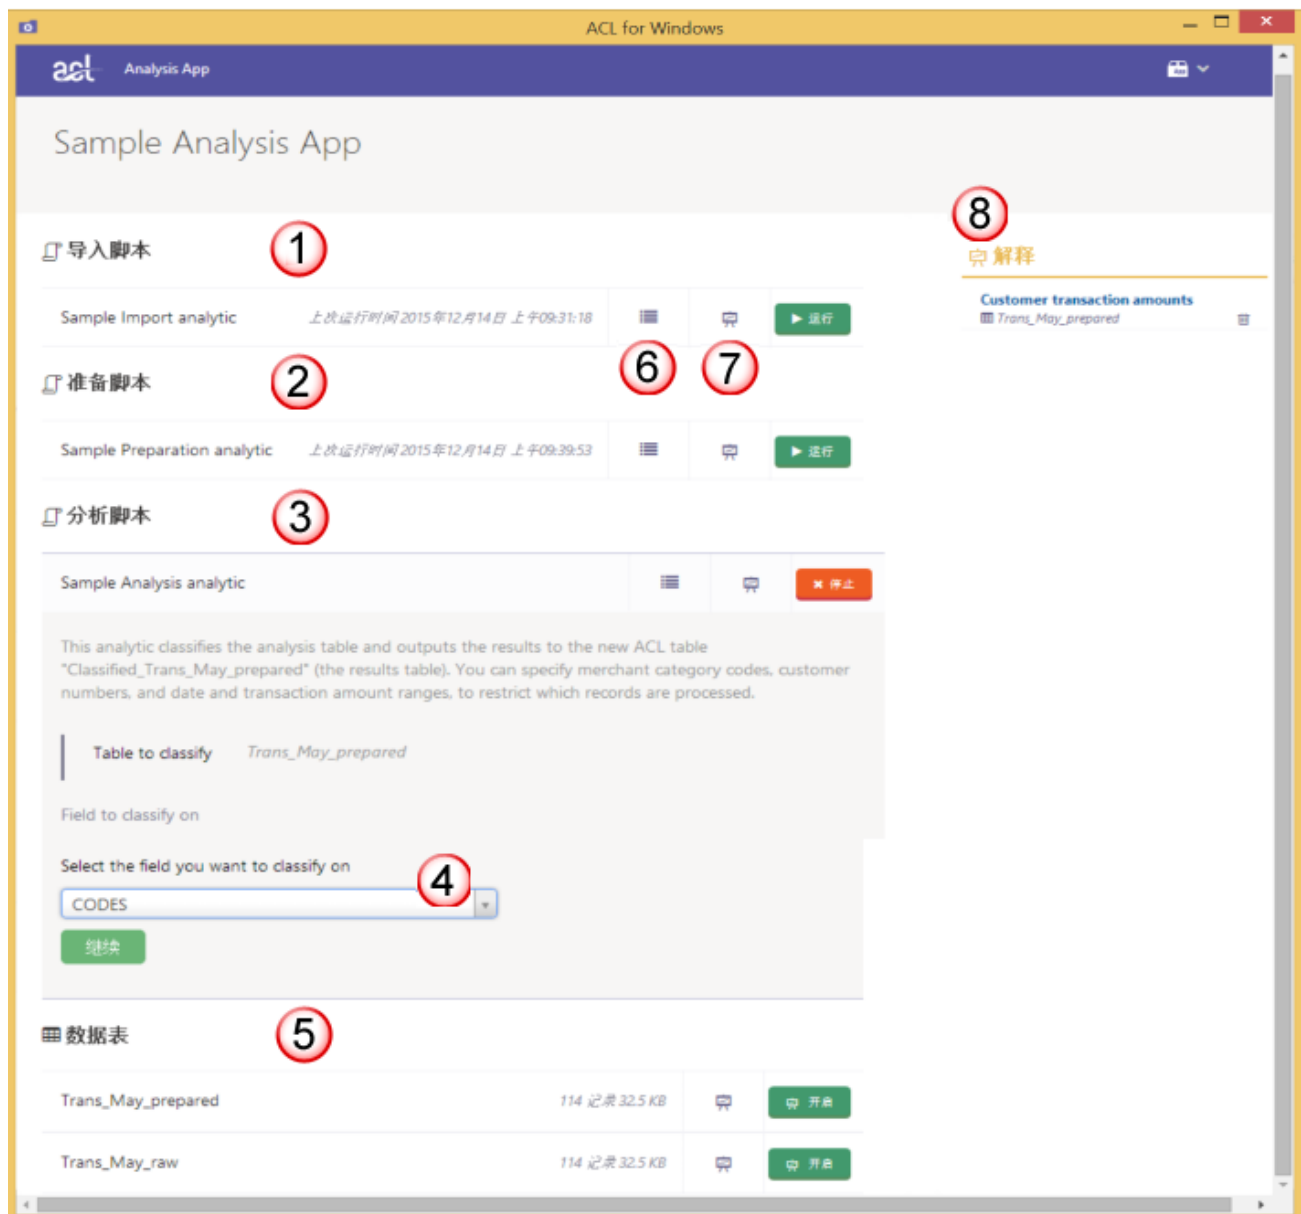 ACL for Windows
acl Analysis App
Sample Analysis App
8
导入脚本 1
解释
Customer transaction amounts
Trans_May_prepared
Sample Import analytic 上次运行时间 2015年12月14日 上午09:31:18 运行
6 7
准备脚本 2
Sample Preparation analytic 上次运行时间 2015年12月14日 上午09:39:53 运行
分析脚本 3
Sample Analysis analytic 停止
This analytic classifies the analysis table and outputs the results to the new ACL table
"Classified_Trans_May_prepared" (the results table). You can specify merchant category codes, customer
numbers, and date and transaction amount ranges, to restrict which records are processed.
Table to classify Trans_May_prepared
Field to classify on
Select the field you want to classify on 4
CODES
继续
数据表 5
Trans_May_prepared 114 记录 32.5 KB 开启
Trans_May_raw 114 记录 32.5 KB 开启